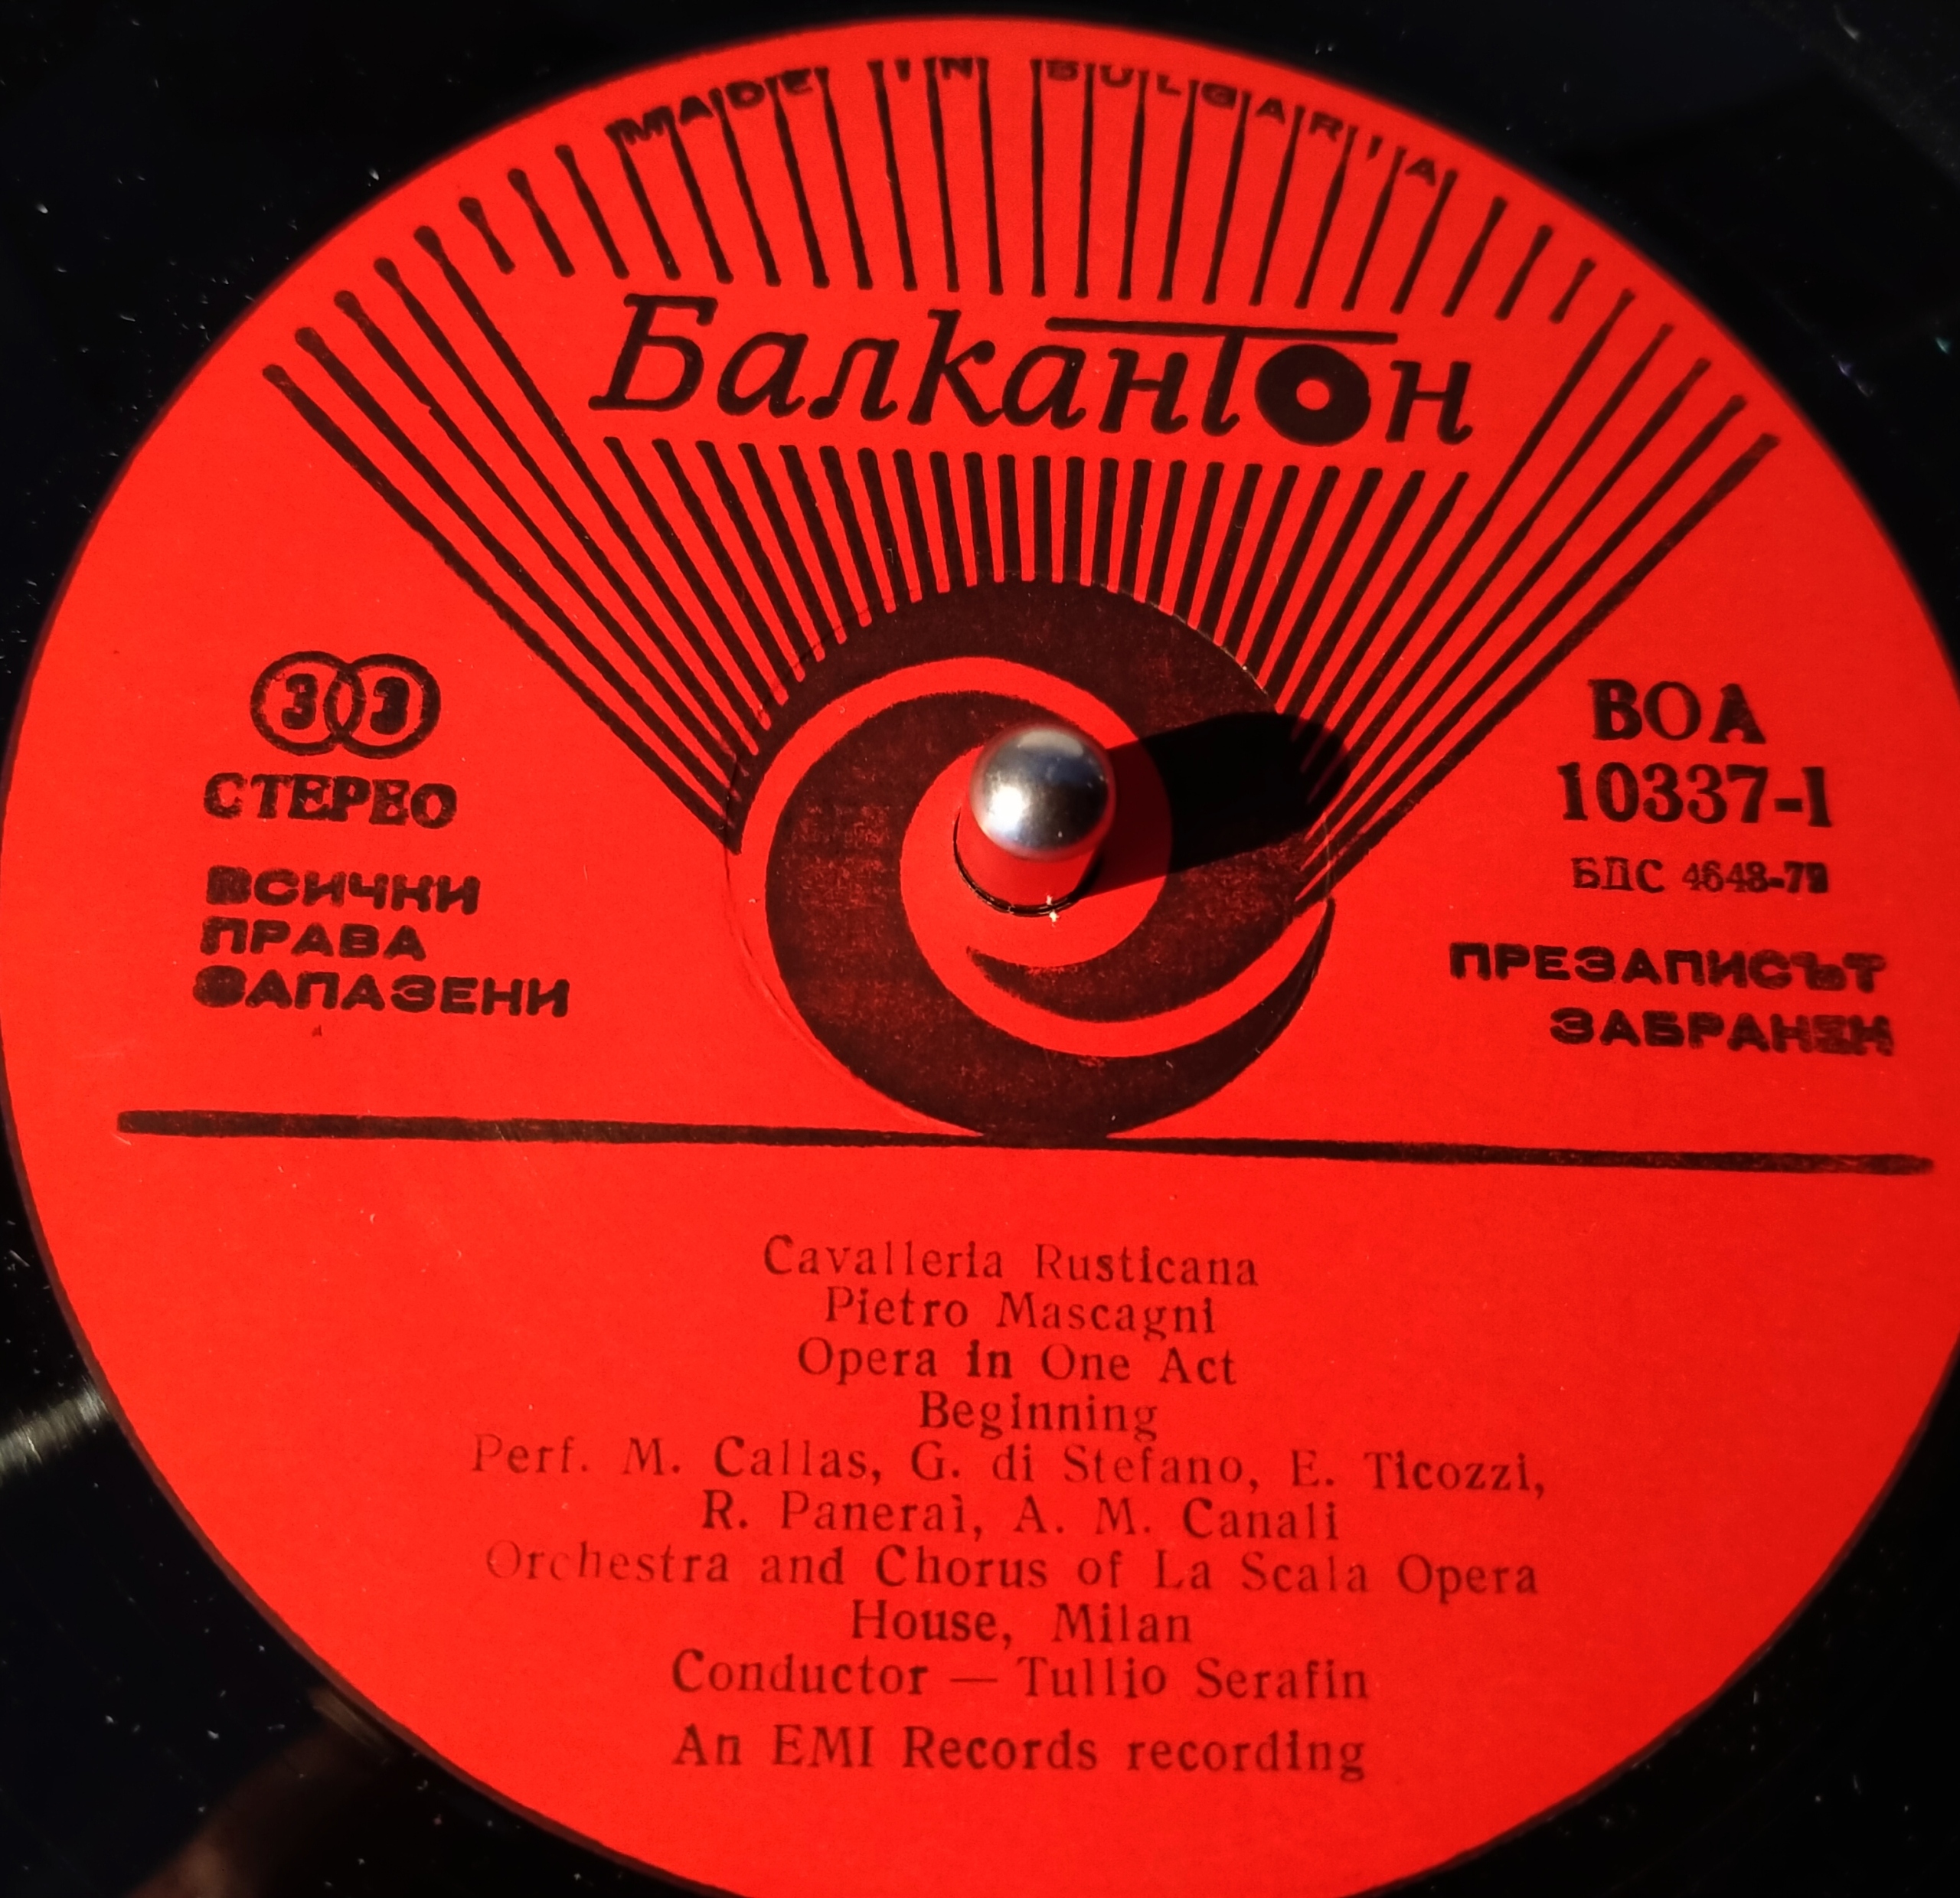 MADE IN BULGARIA
Балкантон
33
СТЕРЕО
ВСИЧКИ
ПРАВА
ЗАПАЗЕНИ
ВОА
10337-1
БДС 4648-79
ПРЕЗАПИСЪТ
ЗАБРАНЕН
Cavalleria Rusticana
Pietro Mascagni
Opera in One Act
Beginning
Perf. M. Callas, G. di Stefano, E. Ticozzi,
R. Panerai, A. M. Canali
Orchestra and Chorus of La Scala Opera
House, Milan
Conductor — Tullio Serafin
An EMI Records recording